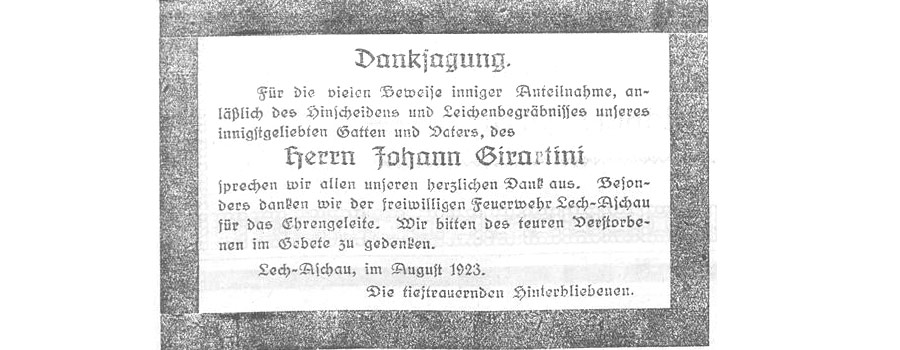 Danksagung.
Für die vielen Beweise inniger Anteilnahme, an-
läßlich des Hinscheidens und Leichenbegräbnisses unseres
innigstgeliebten Gatten und Vaters, des
Herrn Johann Girardini
sprechen wir allen unseren herzlichen Dank aus. Beson-
ders danken wir der freiwilligen Feuerwehr Lech-Aschau
für das Ehrengeleite. Wir bitten des teuren Verstorbe-
nen im Gebete zu gedenken.
Lech-Aschau, im August 1923.
Die tieftrauernden Hinterbliebenen.